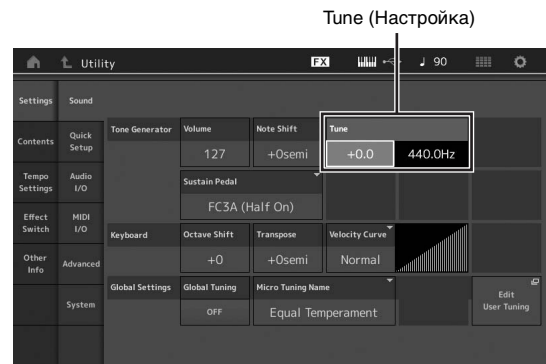 Tune (Настройка)
Utility FX 90
Settings Sound
Tone Generator Volume Note Shift Tune
127 +0semi +0.0 440.0Hz
Contents Quick Setup
Sustain Pedal
FC3A (Half On)
Tempo Settings Audio I/O
Effect Switch MIDI I/O
Keyboard Octave Shift Transpose Velocity Curve
+0 +0semi Normal
Other Info Advanced
Global Settings Global Tuning Micro Tuning Name
OFF Equal Temperament Edit User Tuning
System